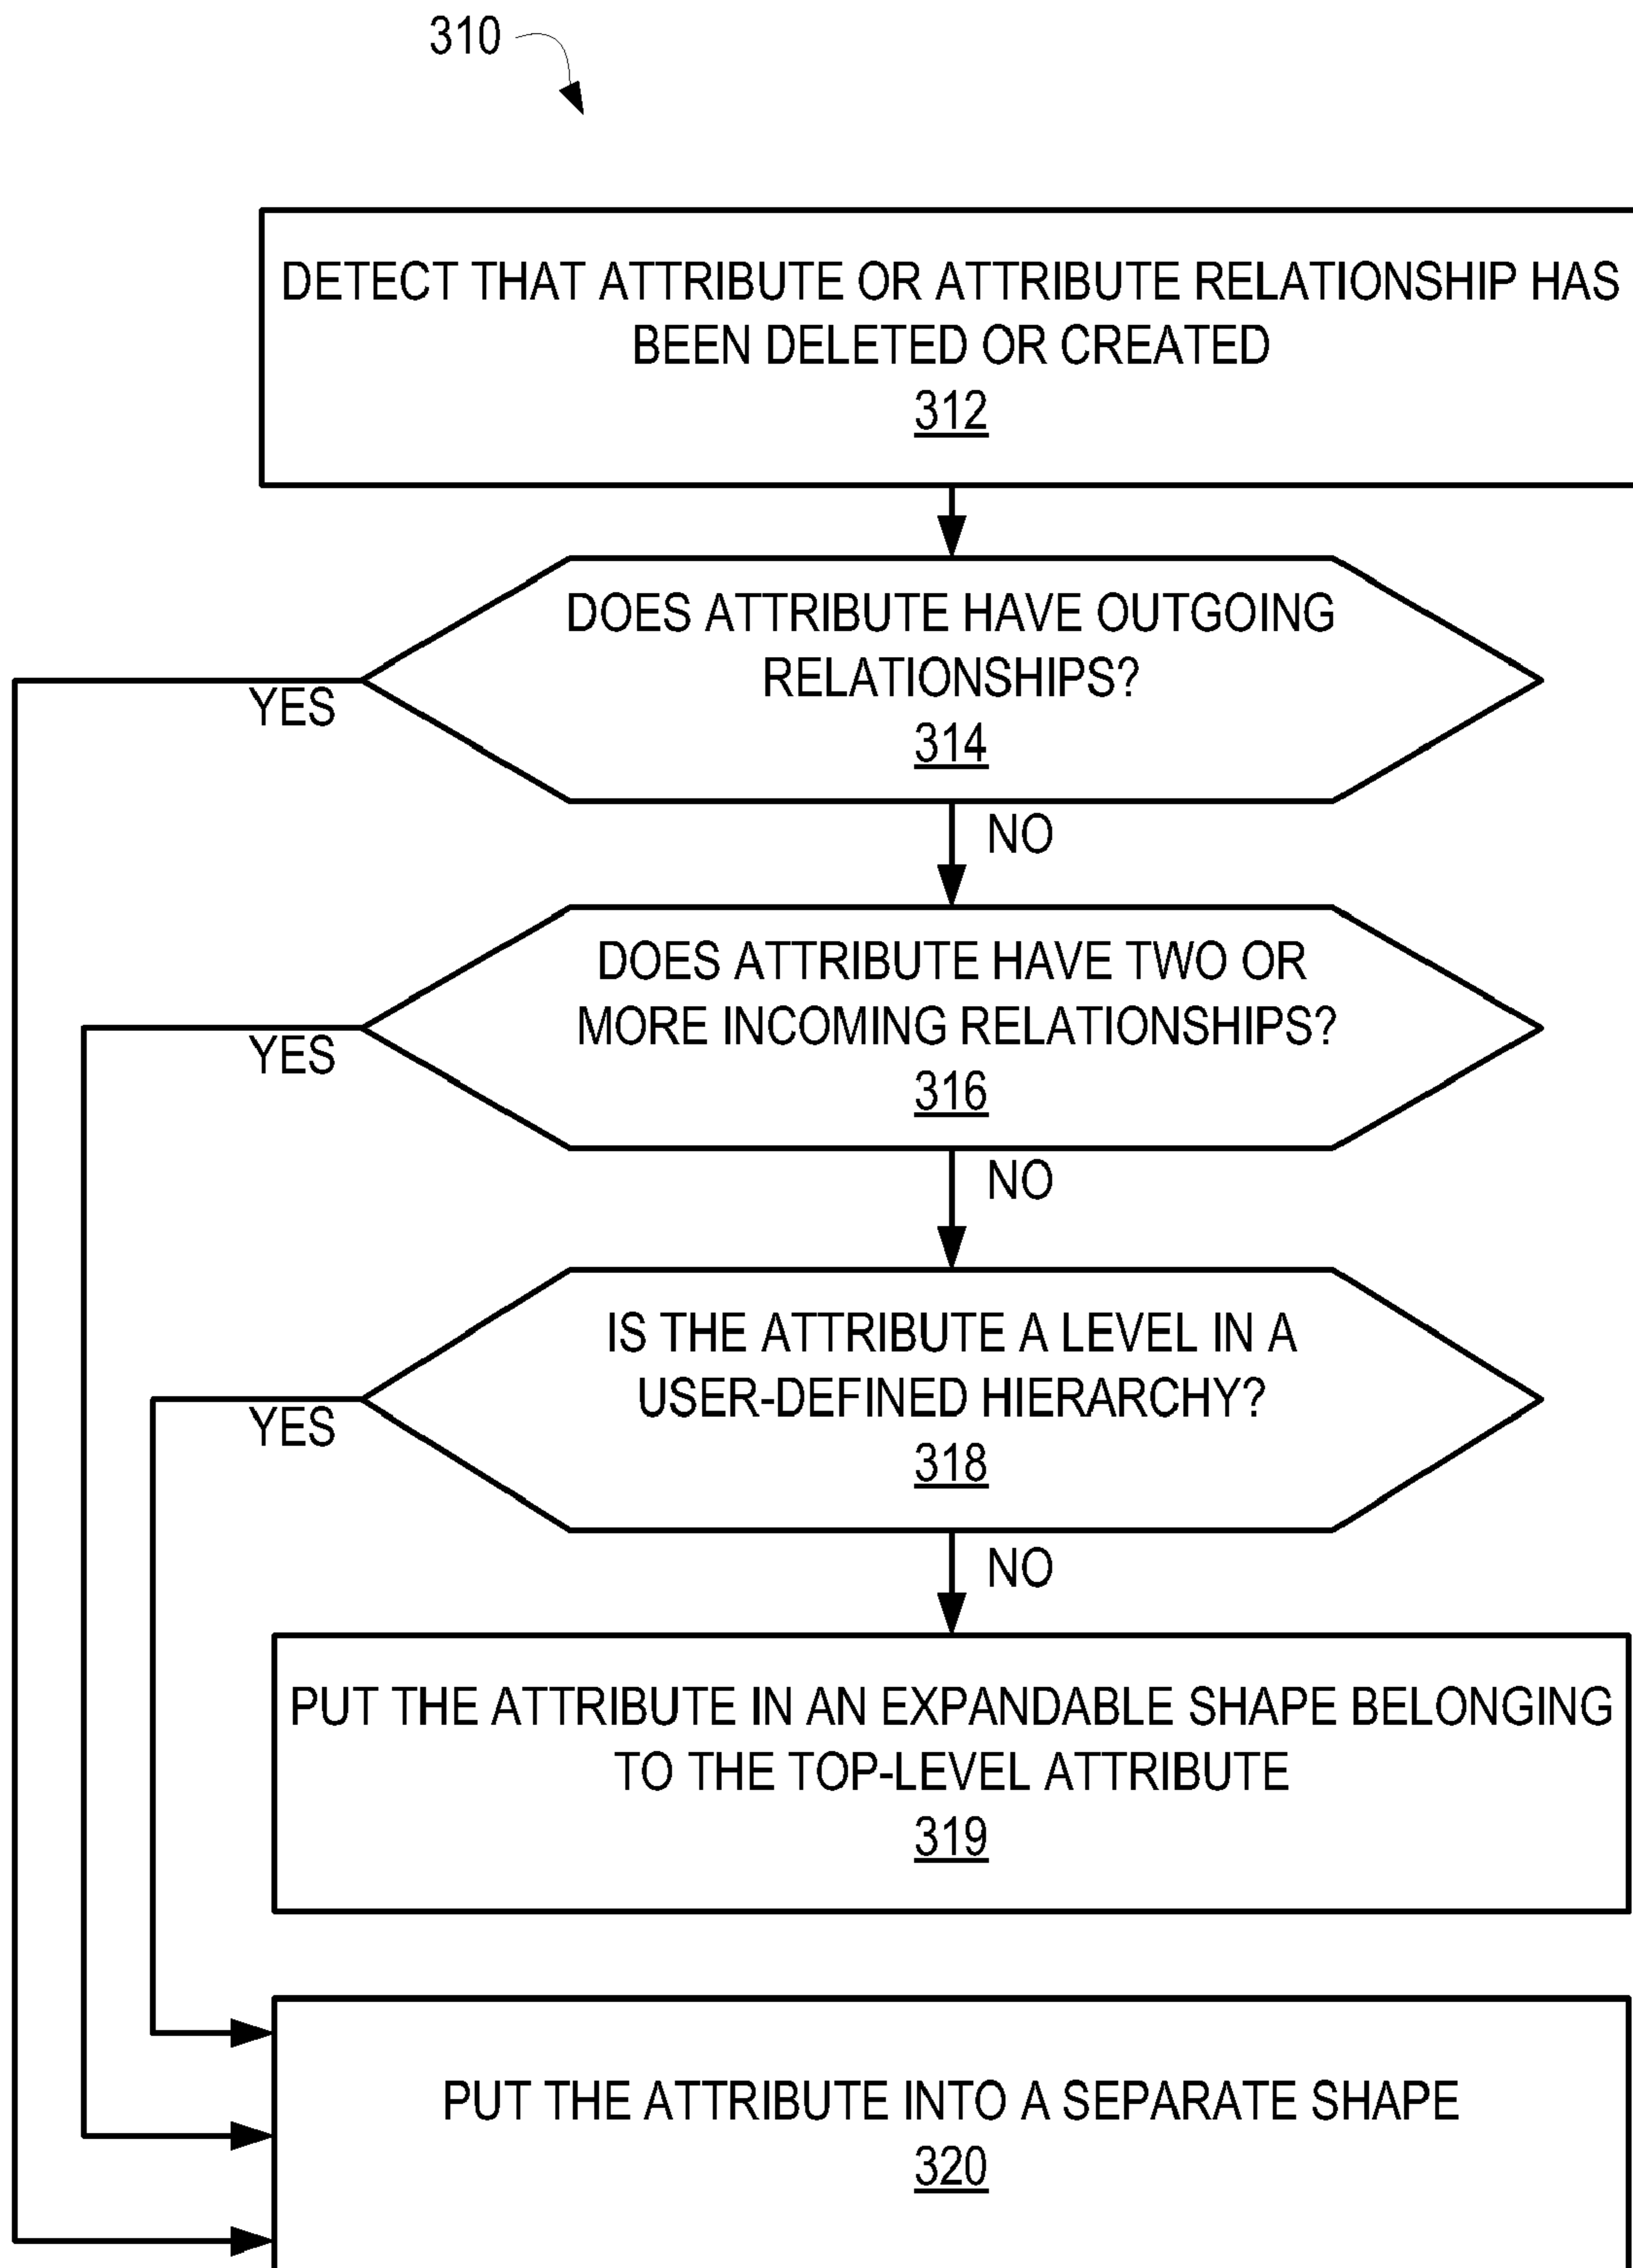 310
DETECT THAT ATTRIBUTE OR ATTRIBUTE RELATIONSHIP HAS
BEEN DELETED OR CREATED
312
DOES ATTRIBUTE HAVE OUTGOING
RELATIONSHIPS?
314
YES
NO
DOES ATTRIBUTE HAVE TWO OR
MORE INCOMING RELATIONSHIPS?
316
YES
NO
IS THE ATTRIBUTE A LEVEL IN A
USER-DEFINED HIERARCHY?
318
YES
NO
PUT THE ATTRIBUTE IN AN EXPANDABLE SHAPE BELONGING
TO THE TOP-LEVEL ATTRIBUTE
319
PUT THE ATTRIBUTE INTO A SEPARATE SHAPE
320